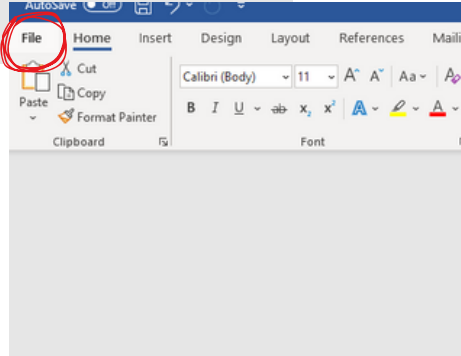 AutoSave Off
File Home Insert Design Layout References Maili
Cut
Calibri (Body) 11 A A Aa A
Copy
Paste
Format Painter
B I U ab x₂ x² A A
Clipboard Font